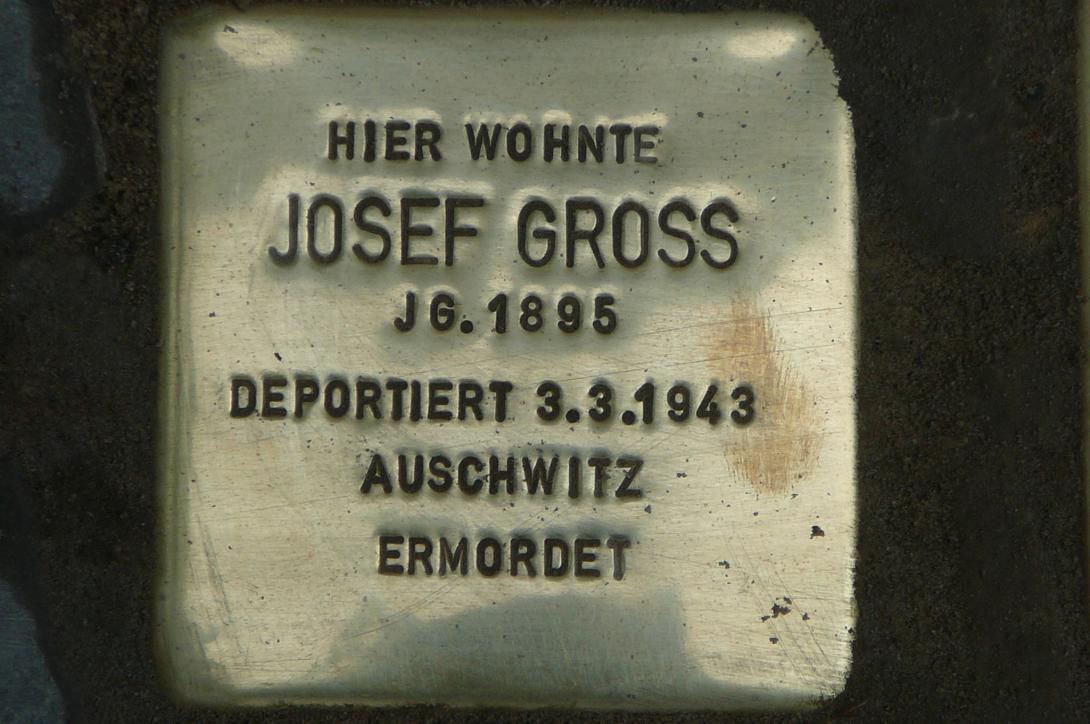 HIER WOHNTE
JOSEF GROSS
JG. 1895
DEPORTIERT 3.3.1943
AUSCHWITZ
ERMORDET